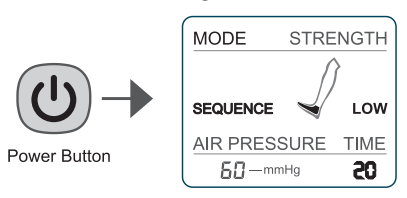 MODE STRENGTH
SEQUENCE LOW
Power Button
AIR PRESSURE TIME
60—mmHg 20